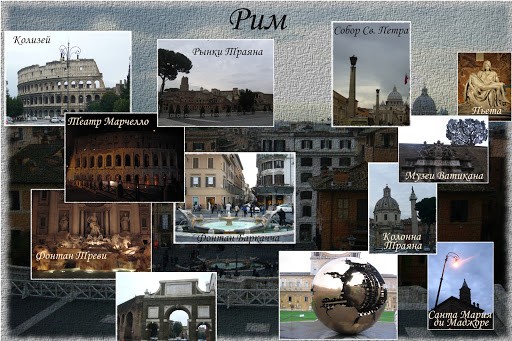 Рим
Колизей
Рынки Траяна
Собор Св. Петра
Пьета
Театр Марчелло
Музеи Ватикана
Фонтан Баркачча
Колонна
Траяна
Фонтан Треви
Санта Мария
ди Маджоре